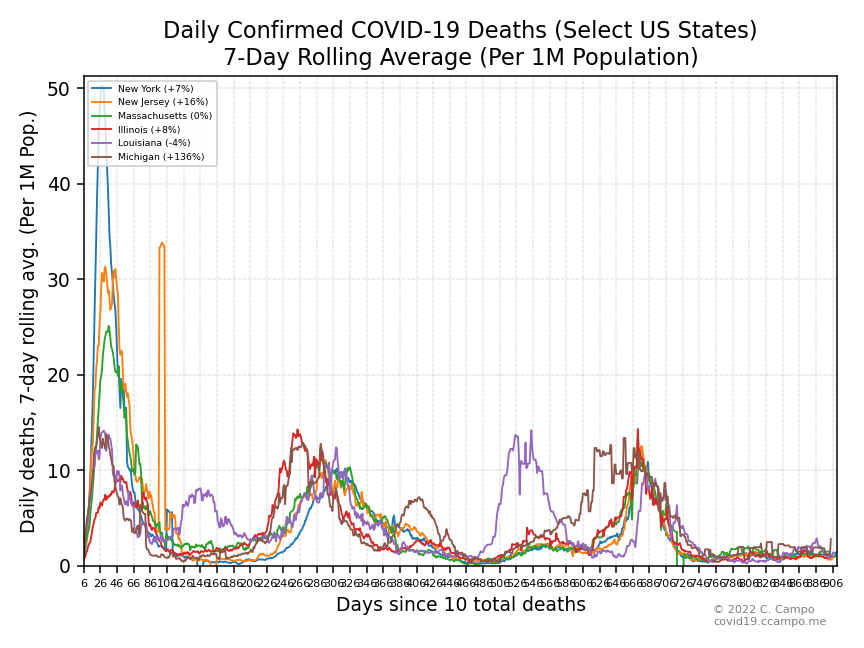 Daily Confirmed COVID-19 Deaths (Select US States)
7-Day Rolling Average (Per 1M Population)
Daily deaths, 7-day rolling avg. (Per 1M Pop.)
50
40
30
20
10
0
New York (+7%)
New Jersey (+16%)
Massachusetts (0%)
Illinois (+8%)
Louisiana (-4%)
Michigan (+136%)
6 26 46 66 86 106 126 146 166 186 206 226 246 266 286 306 326 346 366 386 406 426 446 466 486 506 526 546 566 586 606 626 646 666 686 706 726 746 766 786 806 826 846 866 886 906
Days since 10 total deaths
© 2022 C. Campo
covid19.ccampo.me